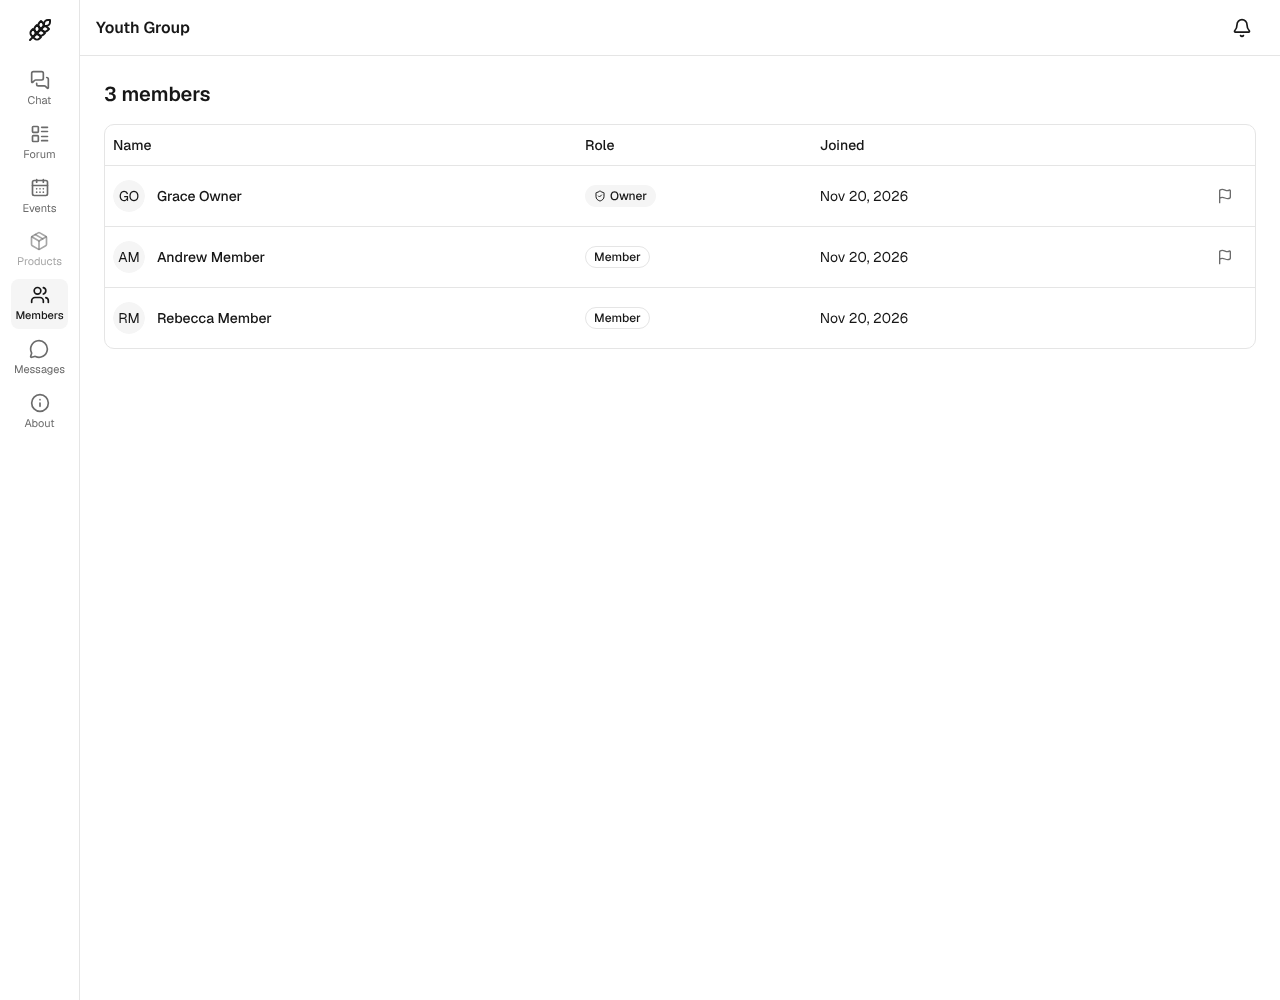 Youth Group
Chat
Forum
Events
Products
Members
Messages
About
3 members
Name Role Joined
GO Grace Owner Owner Nov 20, 2026
AM Andrew Member Member Nov 20, 2026
RM Rebecca Member Member Nov 20, 2026